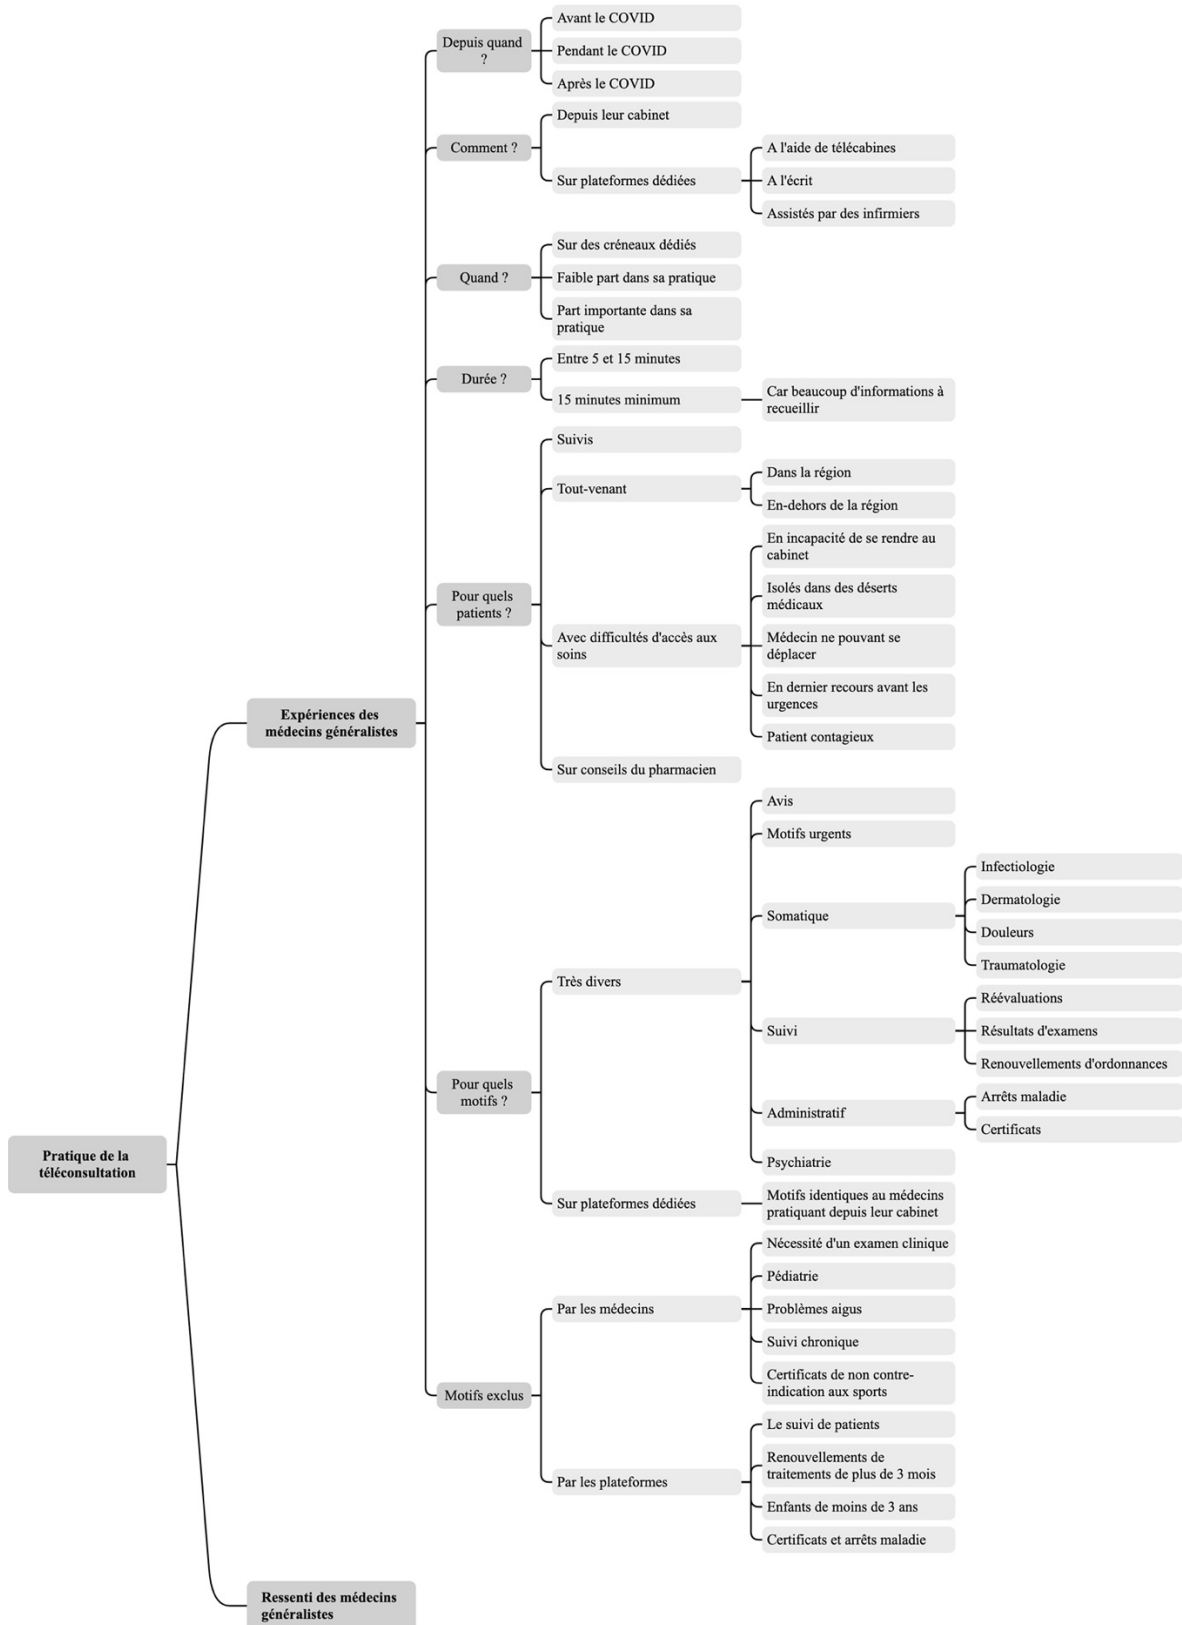 Avant le COVID
Depuis quand
?
Pendant le COVID
Après le COVID
Depuis leur cabinet
Comment ?
Sur plateformes dédiées
A l'aide de télécabines
A l'écrit
Assistés par des infirmiers
Sur des créneaux dédiés
Quand ?
Faible part dans sa pratique
Part importante dans sa
pratique
Entre 5 et 15 minutes
Durée ?
15 minutes minimum
Car beaucoup d'informations à
recueillir
Suivis
Tout-venant
Dans la région
En-dehors de la région
Pour quels
patients ?
Avec difficultés d'accès aux
soins
En incapacité de se rendre au
cabinet
Isolés dans des déserts
médicaux
Médecin ne pouvant se
déplacer
En dernier recours avant les
urgences
Patient contagieux
Sur conseils du pharmacien
Expériences des
médecins généralistes
Pour quels
motifs ?
Très divers
Avis
Motifs urgents
Somatique
Infectiologie
Dermatologie
Douleurs
Traumatologie
Suivi
Réévaluations
Résultats d'examens
Renouvellements d'ordonnances
Administratif
Arrêts maladie
Certificats
Psychiatrie
Sur plateformes dédiées
Motifs identiques au médecins
pratiquant depuis leur cabinet
Pratique de la
téléconsultation
Motifs exclus
Par les médecins
Nécessité d'un examen clinique
Pédiatrie
Problèmes aigus
Suivi chronique
Certificats de non contre-
indication aux sports
Par les plateformes
Le suivi de patients
Renouvellements de
traitements de plus de 3 mois
Enfants de moins de 3 ans
Certificats et arrêts maladie
Ressenti des médecins
généralistes